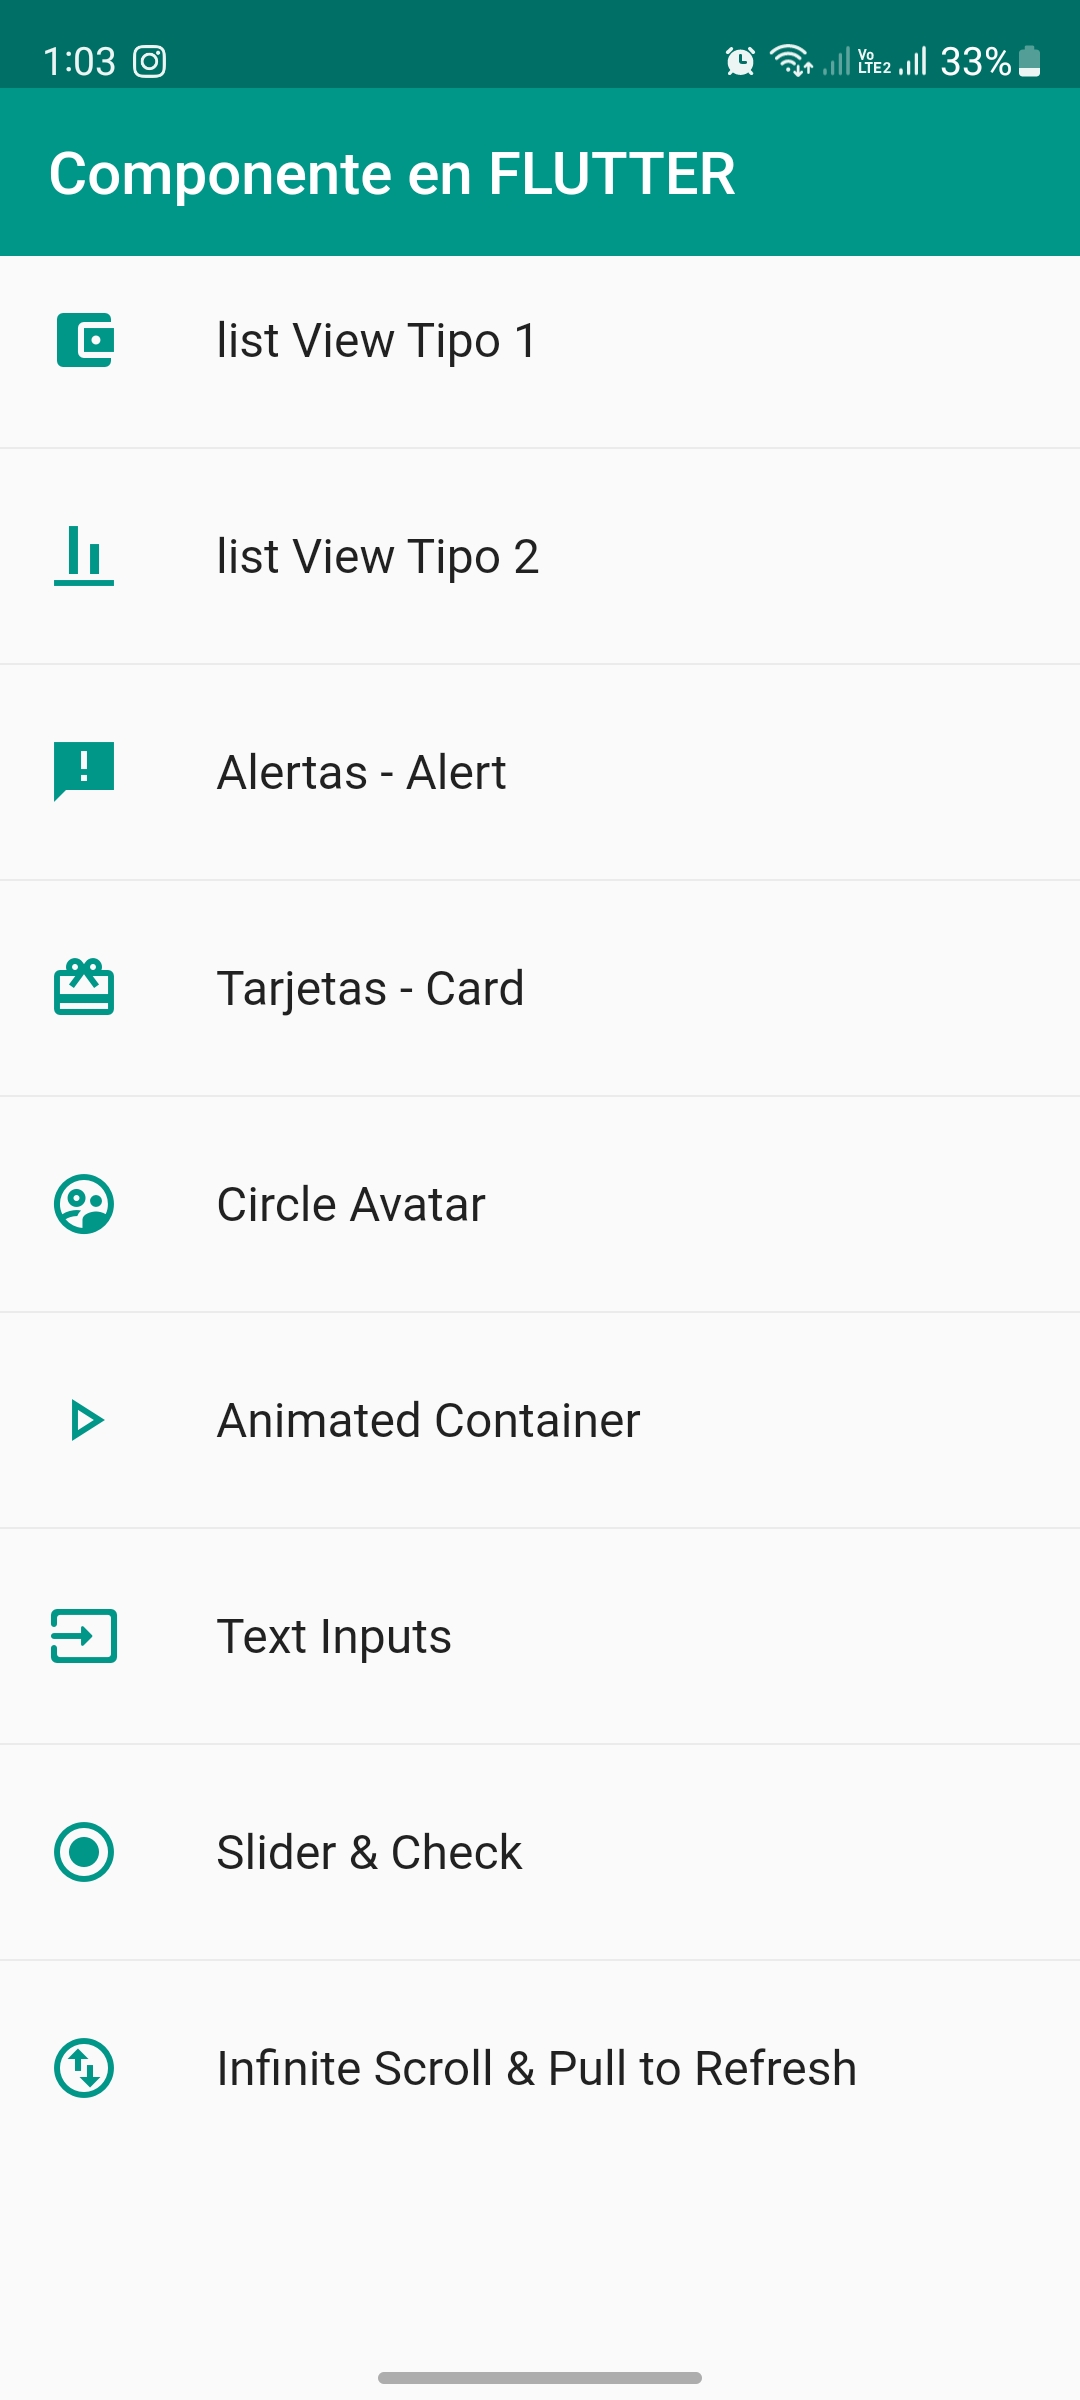 1:03
Vo
LTE2
33%
Componente en FLUTTER
list View Tipo 1
list View Tipo 2
Alertas - Alert
Tarjetas - Card
Circle Avatar
Animated Container
Text Inputs
Slider & Check
Infinite Scroll & Pull to Refresh